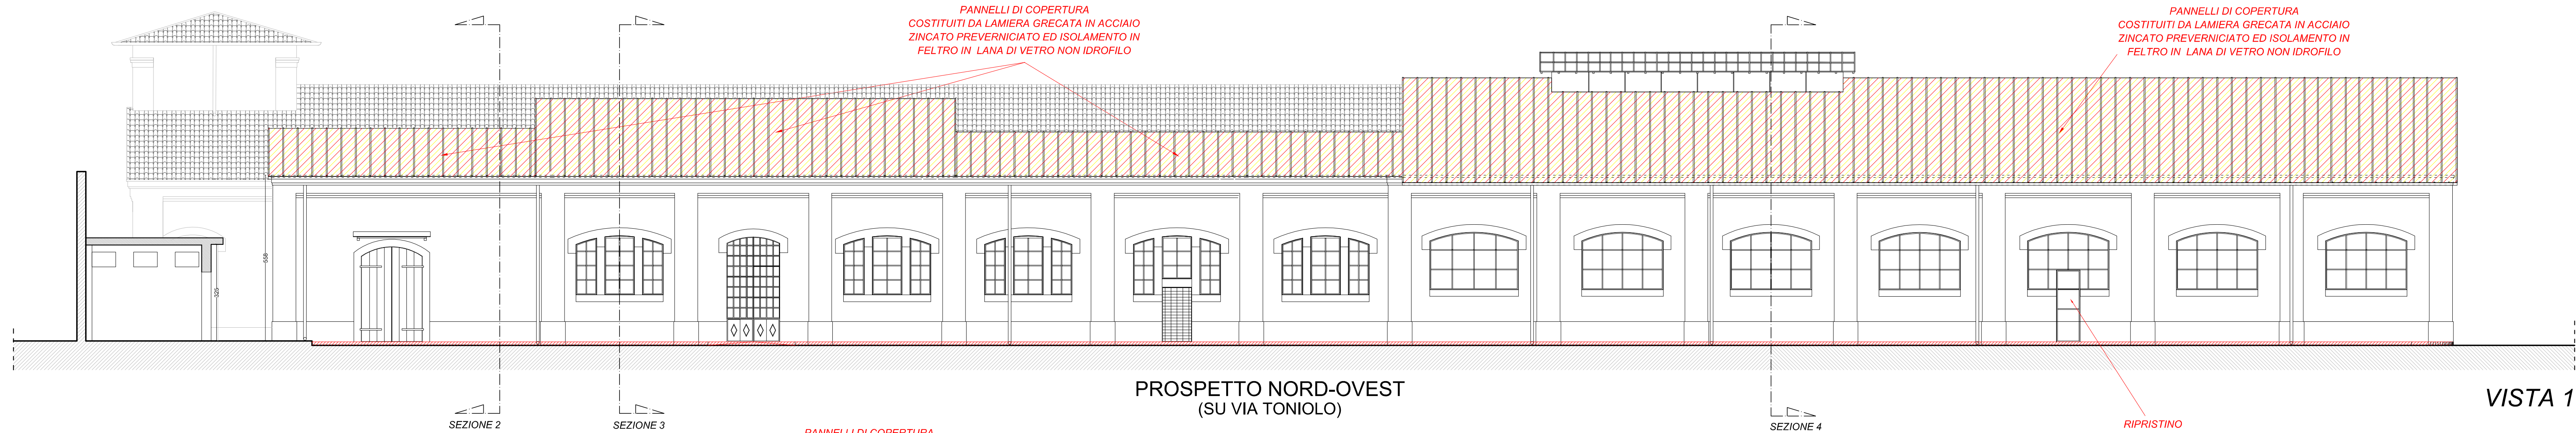 PANNELLI DI COPERTURA
COSTITUITI DA LAMIERA GRECATA IN ACCIAIO
ZINCATO PREVERNICIATO ED ISOLAMENTO IN
FELTRO IN LANA DI VETRO NON IDROFILO
PANNELLI DI COPERTURA
COSTITUITI DA LAMIERA GRECATA IN ACCIAIO
ZINCATO PREVERNICIATO ED ISOLAMENTO IN
FELTRO IN LANA DI VETRO NON IDROFILO
558
325
PROSPETTO NORD-OVEST
(SU VIA TONIOLO)
VISTA 1
SEZIONE 2
SEZIONE 3
SEZIONE 4
RIPRISTINO
PANNELLI DI COPERTURA